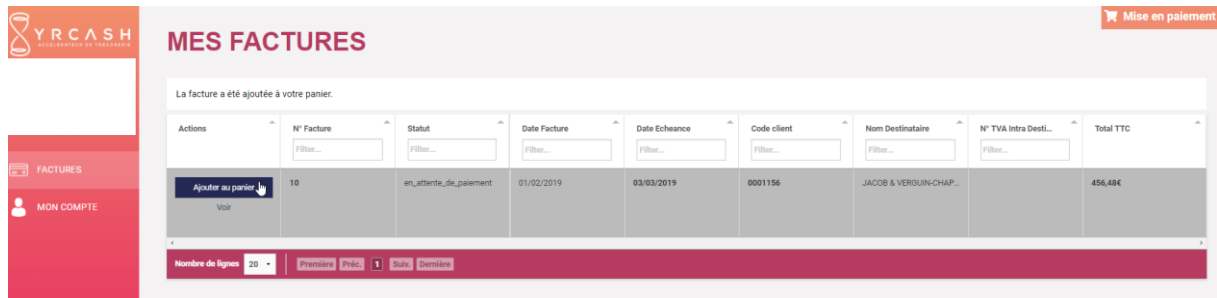 YRCASH
ACCÉLÉRATEUR DE TRÉSORERIE
Mise en paiement
MES FACTURES
La facture a été ajoutée à votre panier.
Actions N° Facture Statut Date Facture Date Echeance Code client Nom Destinataire N° TVA Intra Desti... Total TTC
Filter... Filter... Filter... Filter... Filter... Filter... Filter...
FACTURES
Ajouter au panier 10 en_attente_de_paiement 01/02/2019 03/03/2019 0001156 JACOB & VERGUIN-CHAP... 456,48€
Voir
MON COMPTE
Nombre de lignes 20 Première Préc. 1 Suiv. Dernière